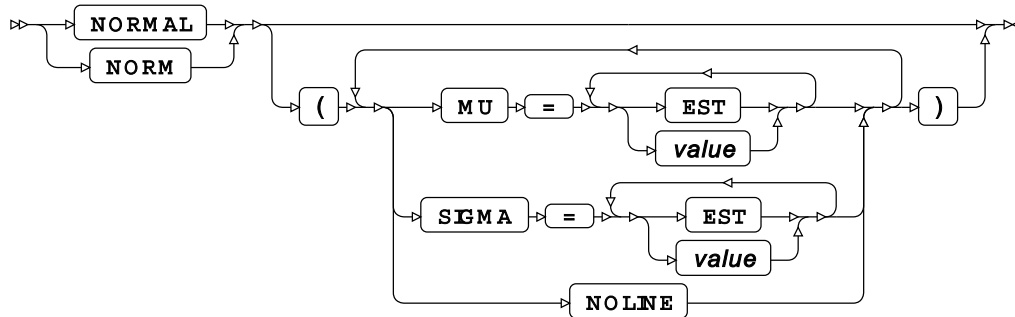 NORMAL
NORM
( MU = EST )
value
SIGMA = EST
value
NOLINE